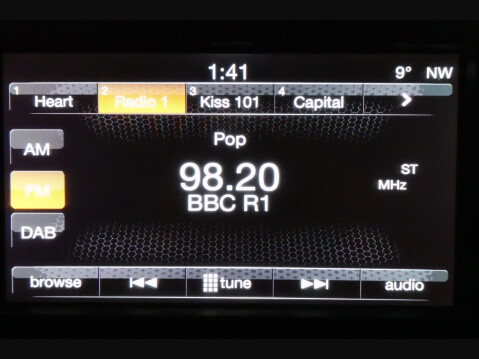 1:41 9° NW
1 Heart 2 Radio 1 3 Kiss 101 4 Capital >
Pop
AM
98.20 ST
MHz
FM
BBC R1
DAB
browse tune audio